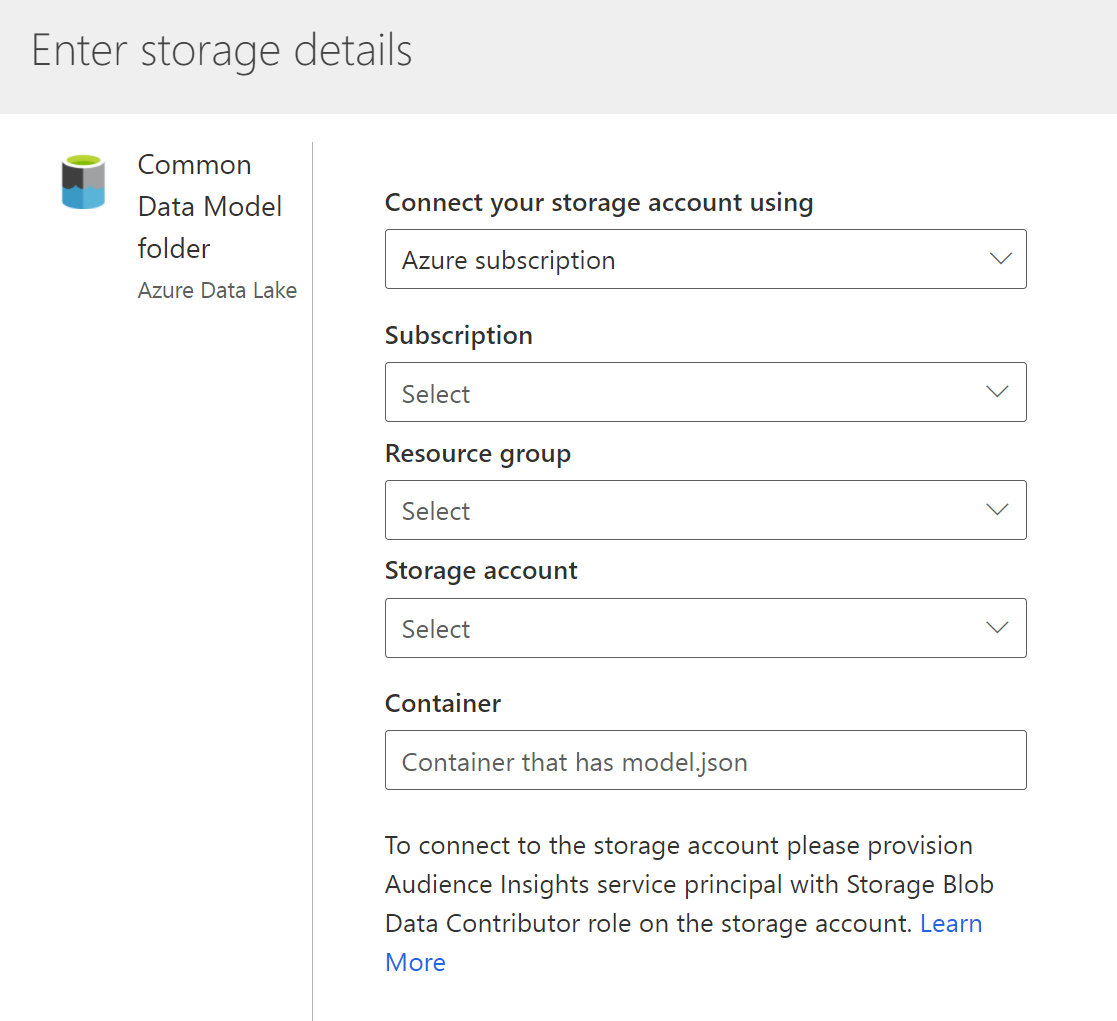 Enter storage details
Common
Data Model
folder
Azure Data Lake
Connect your storage account using
Azure subscription
Subscription
Select
Resource group
Select
Storage account
Select
Container
Container that has model.json
To connect to the storage account please provision
Audience Insights service principal with Storage Blob
Data Contributor role on the storage account. Learn
More